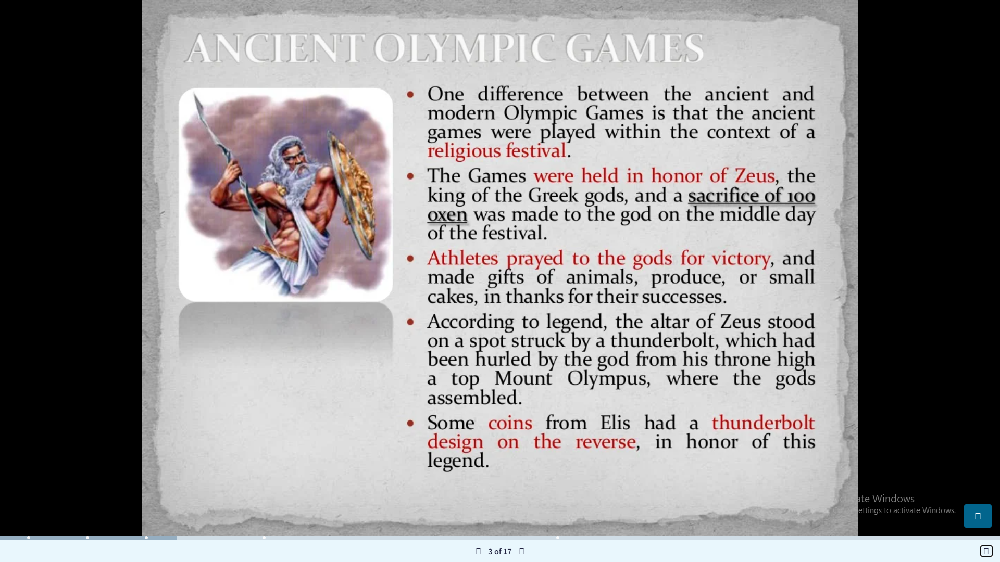 ANCIENT OLYMPIC GAMES
• One difference between the ancient and
modern Olympic Games is that the ancient
games were played within the context of a
religious festival.
• The Games were held in honor of Zeus, the
king of the Greek gods, and a sacrifice of 100
oxen was made to the god on the middle day
of the festival.
• Athletes prayed to the gods for victory, and
made gifts of animals, produce, or small
cakes, in thanks for their successes.
• According to legend, the altar of Zeus stood
on a spot struck by a thunderbolt, which had
been hurled by the god from his throne high
a top Mount Olympus, where the gods
assembled.
• Some coins from Elis had a thunderbolt
design on the reverse, in honor of this
legend.
ate Windows
ettings to activate Windows.
3 of 17